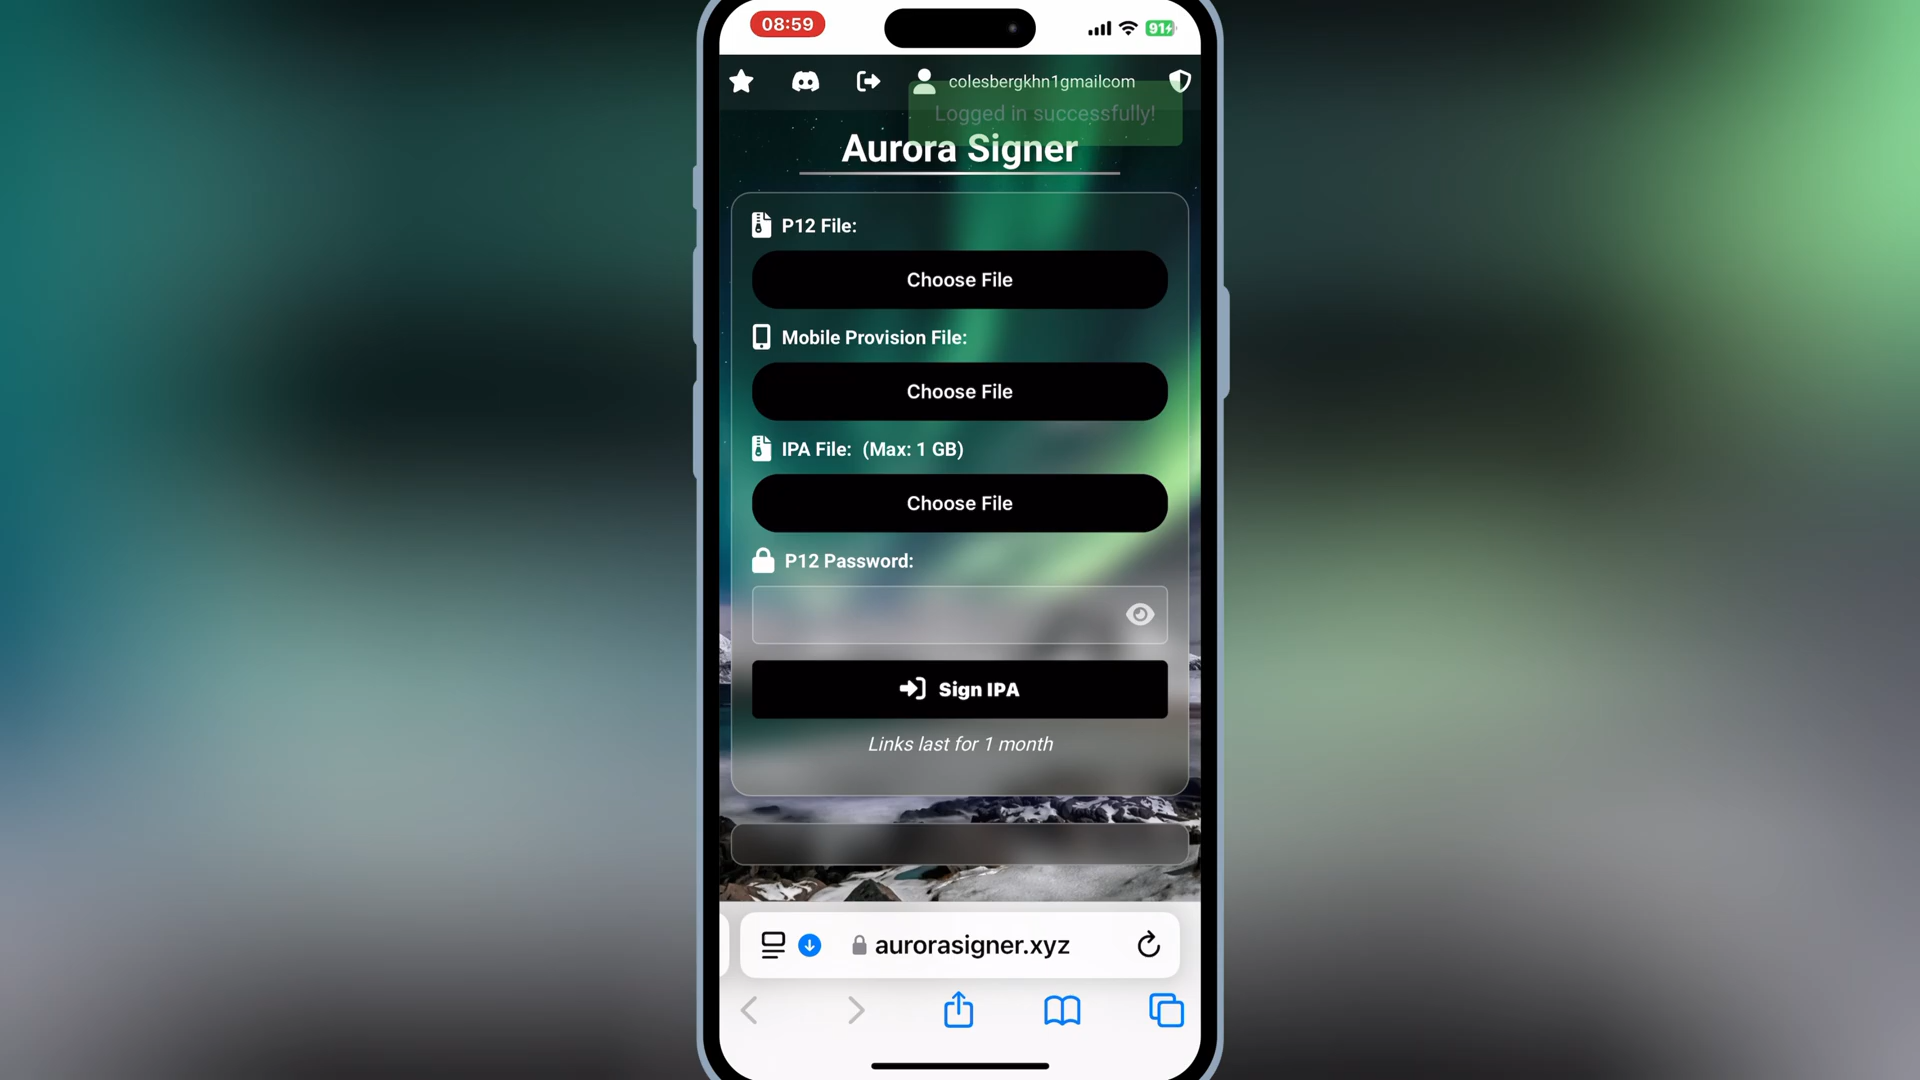 08:59
91
colesbergkhn1gmailcom
Logged in successfully!
Aurora Signer
P12 File:
Choose File
Mobile Provision File:
Choose File
IPA File: (Max: 1 GB)
Choose File
P12 Password:
Sign IPA
Links last for 1 month
aurorasigner.xyz